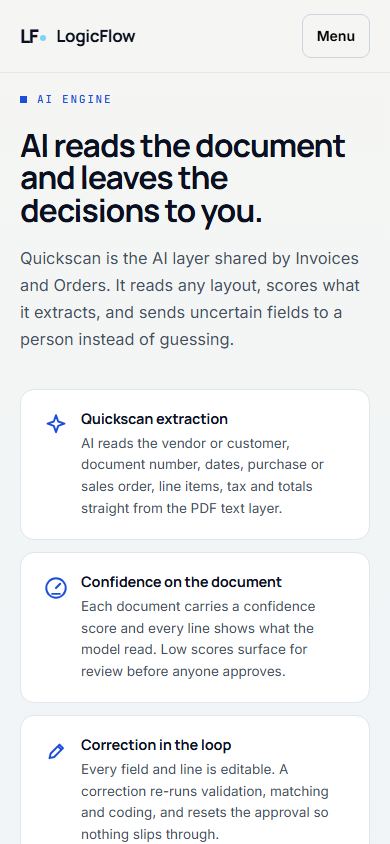 LF LogicFlow
Menu
AI ENGINE
AI reads the document
and leaves the
decisions to you.
Quickscan is the AI layer shared by Invoices
and Orders. It reads any layout, scores what
it extracts, and sends uncertain fields to a
person instead of guessing.
Quickscan extraction
AI reads the vendor or customer,
document number, dates, purchase or
sales order, line items, tax and totals
straight from the PDF text layer.
Confidence on the document
Each document carries a confidence
score and every line shows what the
model read. Low scores surface for
review before anyone approves.
Correction in the loop
Every field and line is editable. A
correction re-runs validation, matching
and coding, and resets the approval so
nothing slips through.